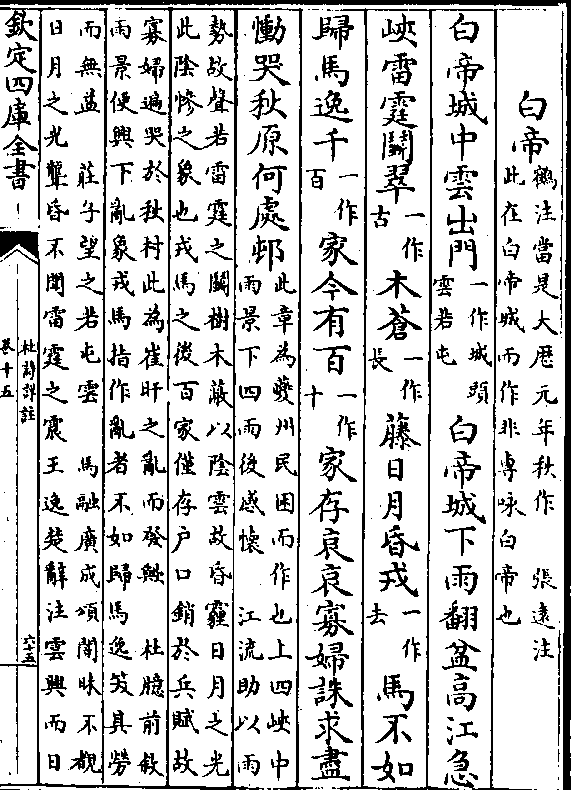 白帝鶴注當是大厯元年秋作　張遠注
此在白帝城而作非專咏白帝也
白帝城中雲出門一作城頭
雲若屯白帝城下雨翻盆高江急
峽雷霆鬬翠一作
古木蒼一作
長藤日月昏戎一作
去馬不如
歸馬逸千一作
百家今有百一作
十家存哀哀寡婦誅求盡
慟哭秋原何處邨此章為夔州民困而作也上四峽中
雨景下四雨後感懷　江流助以雨
勢故聲若雷霆之鬬樹木蔽以陰雲故昏霾日月之光
此陰慘之象也戎馬之後百家僅存户口銷於兵賦故
寡婦遍哭於秋村此為崔旰之亂而發歟　杜臆前敘
雨景便興下亂象戎馬指作亂者不如歸馬逸笑其勞
而無益　莊子望之若屯雲　馬融廣成頌闇昧不覩
日月之光聾昏不聞雷霆之震王逸楚辭注雲興而日
欽定四庫全書
杜詩詳註
卷十五
六十五